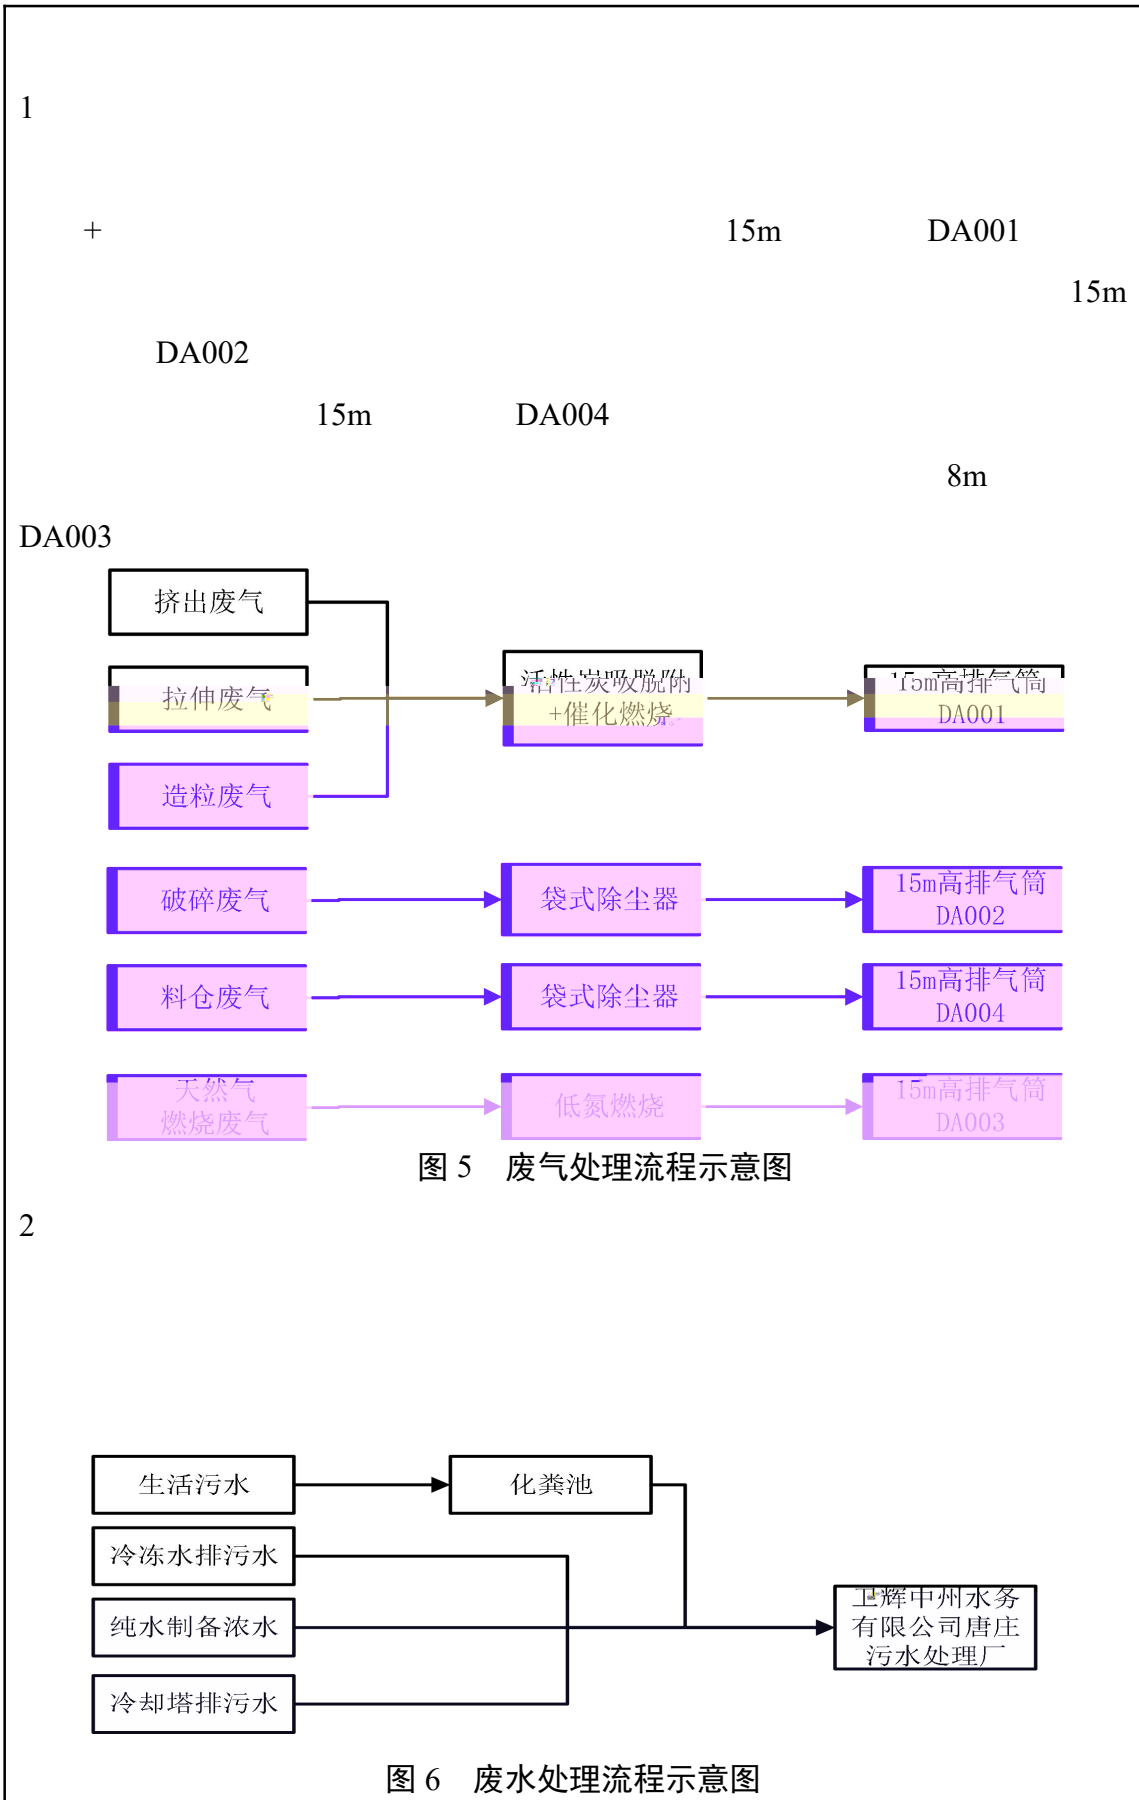 1
+ 15m DA001
15m
DA002
15m DA004
8m
DA003
挤出废气
拉伸废气
造粒废气
活性炭吸脱附
+催化燃烧
15m高排气筒
DA001
破碎废气
袋式除尘器
15m高排气筒
DA002
料仓废气
袋式除尘器
15m高排气筒
DA004
天然气
燃烧废气
低氮燃烧
15m高排气筒
DA003
图 5 废气处理流程示意图
2
生活污水
化粪池
冷冻水排污水
纯水制备浓水
冷却塔排污水
卫辉中州水务
有限公司唐庄
污水处理厂
图 6 废水处理流程示意图